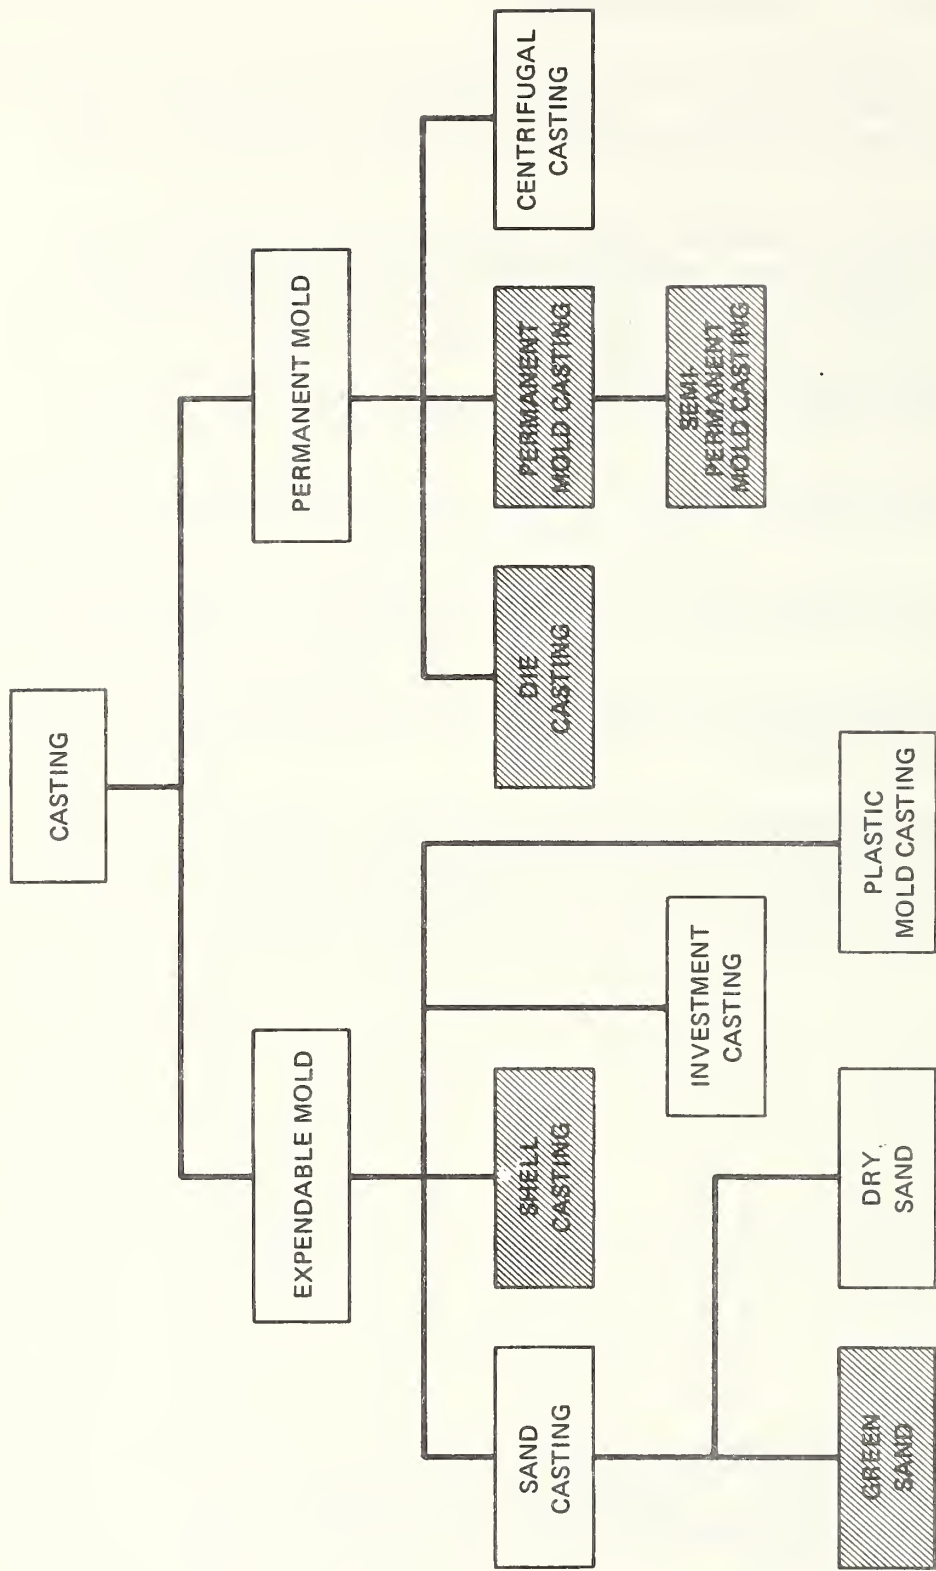 CASTING
EXPENDABLE MOLD
PERMANENT MOLD
SAND
CASTING
SHELL
CASTING
DIE
CASTING
PERMANENT
MOLD CASTING
CENTRIFUGAL
CASTING
INVESTMENT
CASTING
SEMI-
PERMANENT
MOLD CASTING
GREEN
SAND
DRY
SAND
PLASTIC
MOLD CASTING